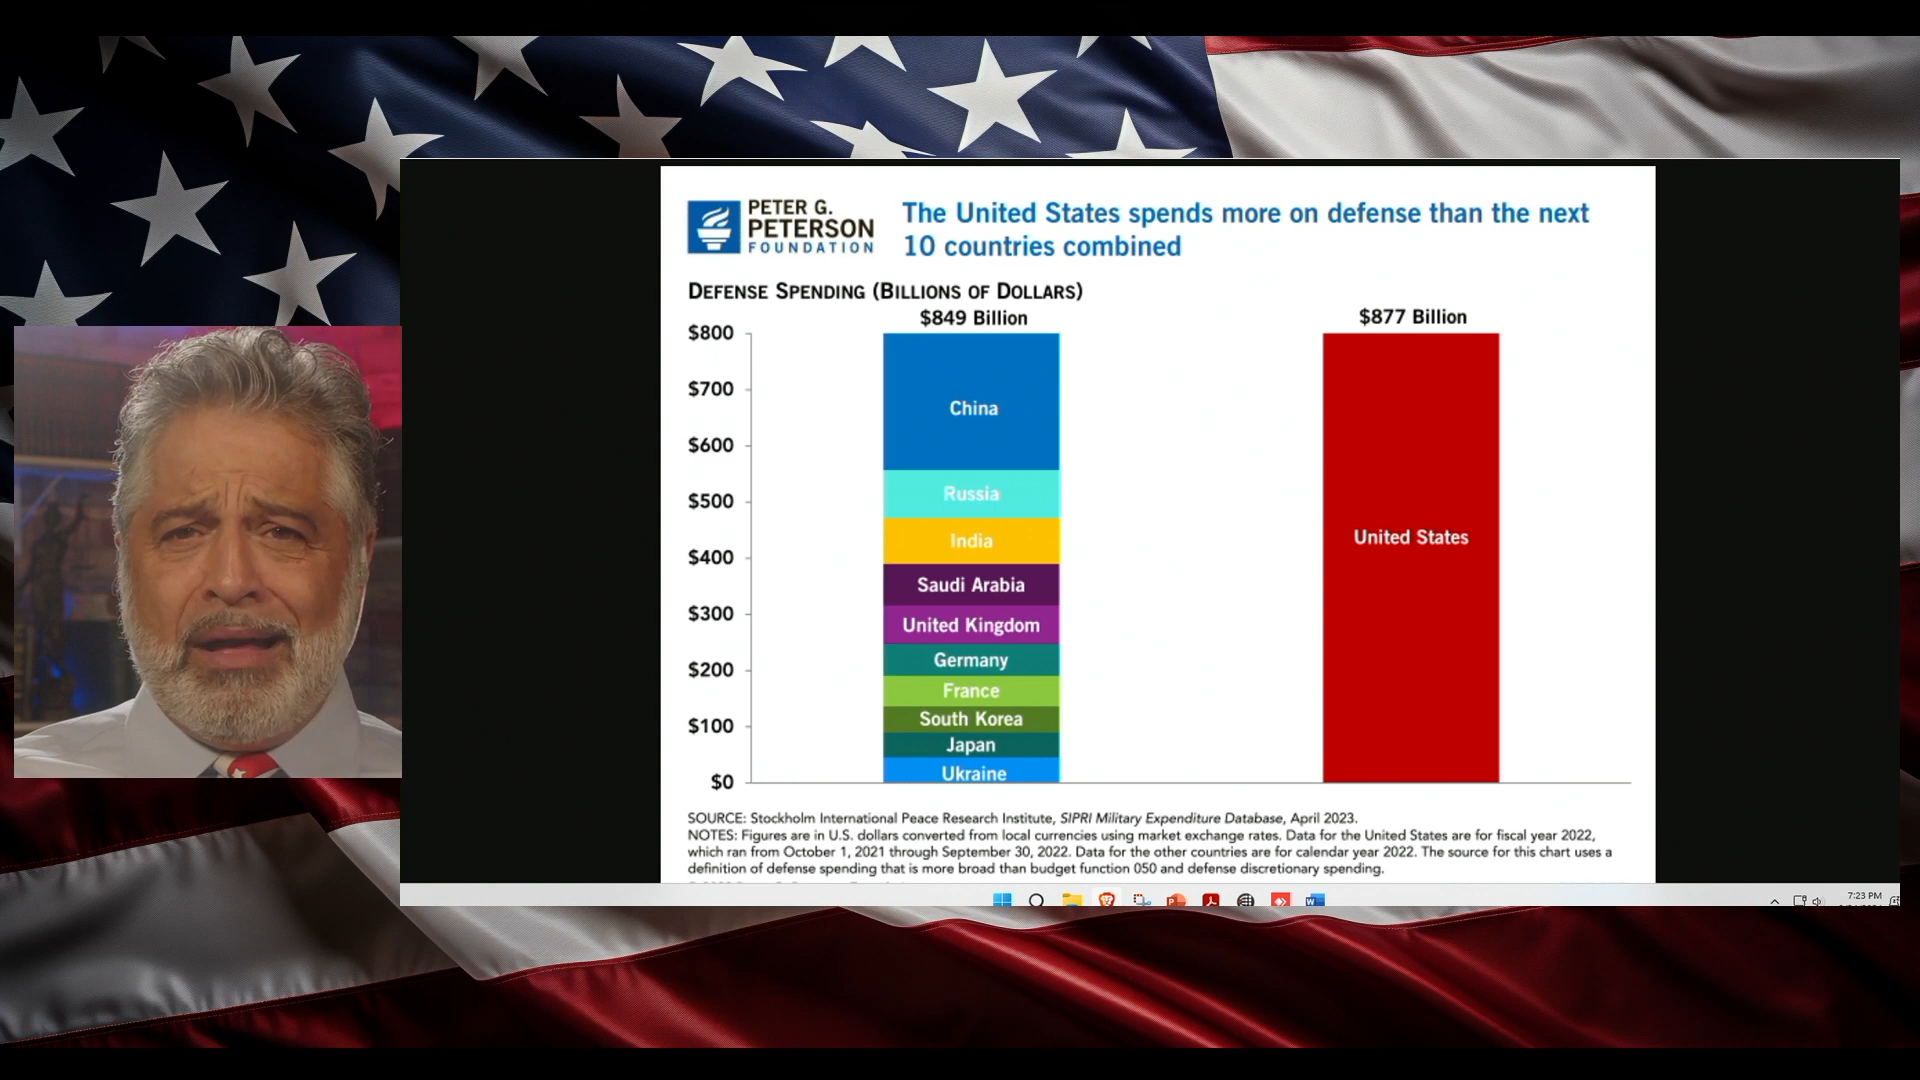 PETER G.
PETERSON
FOUNDATION
The United States spends more on defense than the next
10 countries combined
DEFENSE SPENDING (BILLIONS OF DOLLARS)
$849 Billion
$877 Billion
$800
$700
$600
$500
$400
$300
$200
$100
$0
China
Russia
India
Saudi Arabia
United Kingdom
Germany
France
South Korea
Japan
Ukraine
United States
SOURCE: Stockholm International Peace Research Institute, SIPRI Military Expenditure Database, April 2023.
NOTES: Figures are in U.S. dollars converted from local currencies using market exchange rates. Data for the United States are for fiscal year 2022,
which ran from October 1, 2021 through September 30, 2022. Data for the other countries are for calendar year 2022. The source for this chart uses a
definition of defense spending that is more broad than budget function 050 and defense discretionary spending.
7:23 PM